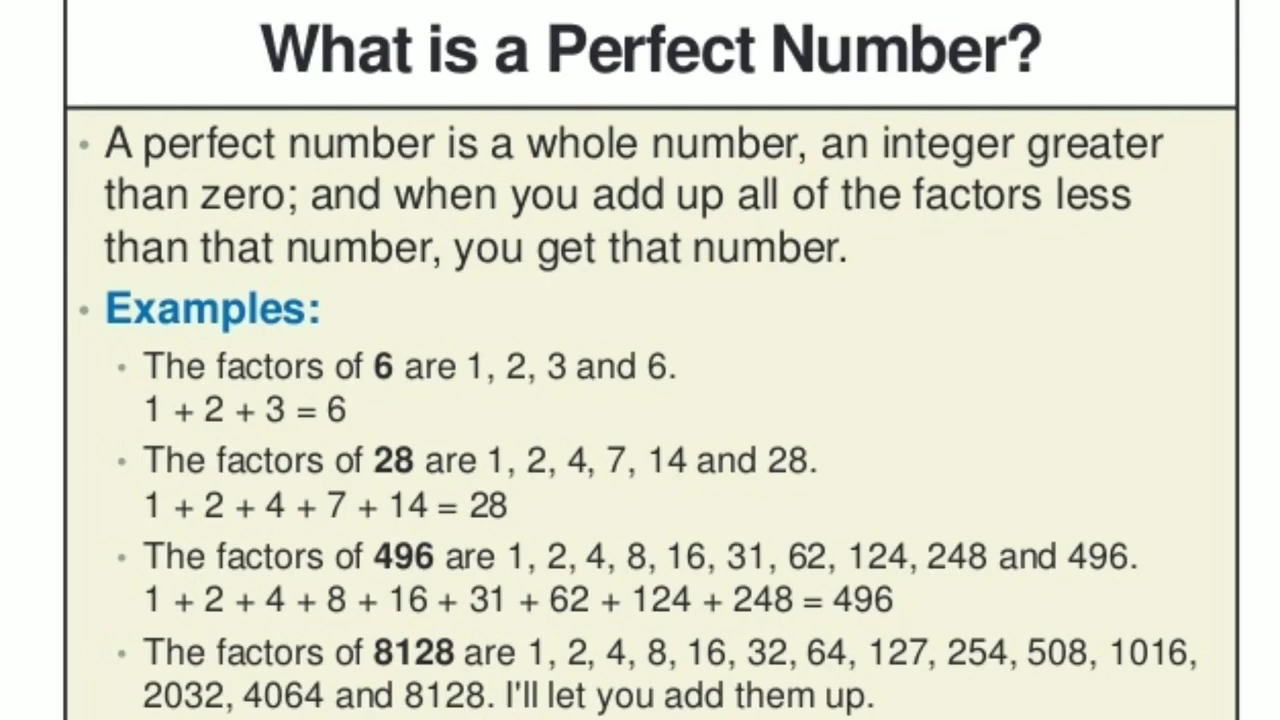 What is a Perfect Number?
• A perfect number is a whole number, an integer greater
than zero; and when you add up all of the factors less
than that number, you get that number.
• Examples:
• The factors of 6 are 1, 2, 3 and 6.
1 + 2 + 3 = 6
• The factors of 28 are 1, 2, 4, 7, 14 and 28.
1 + 2 + 4 + 7 + 14 = 28
• The factors of 496 are 1, 2, 4, 8, 16, 31, 62, 124, 248 and 496.
1 + 2 + 4 + 8 + 16 + 31 + 62 + 124 + 248 = 496
• The factors of 8128 are 1, 2, 4, 8, 16, 32, 64, 127, 254, 508, 1016,
2032, 4064 and 8128. I'll let you add them up.